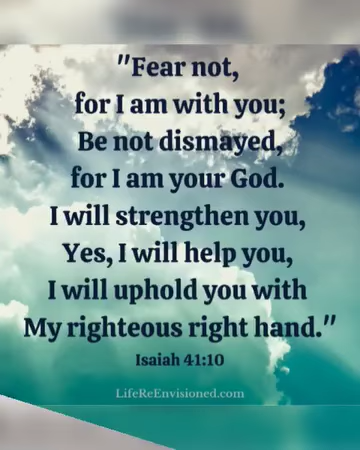 "Fear not,
for I am with you;
Be not dismayed,
for I am your God.
I will strengthen you,
Yes, I will help you,
I will uphold you with
My righteous right hand."
Isaiah 41:10
LifeReEnvisioned.com